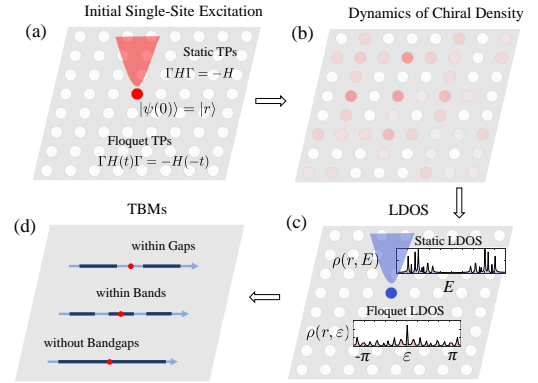 Initial Single-Site Excitation
(a)
Static TPs
ΓHΓ = −H
|ψ(0)⟩ = |r⟩
Floquet TPs
ΓH(t)Γ = −H(−t)
Dynamics of Chiral Density
(b)
TBMs
(d)
within Gaps
within Bands
without Bandgaps
LDOS
(c)
Static LDOS
ρ(r, E)
E
Floquet LDOS
ρ(r, ε)
-π ε π